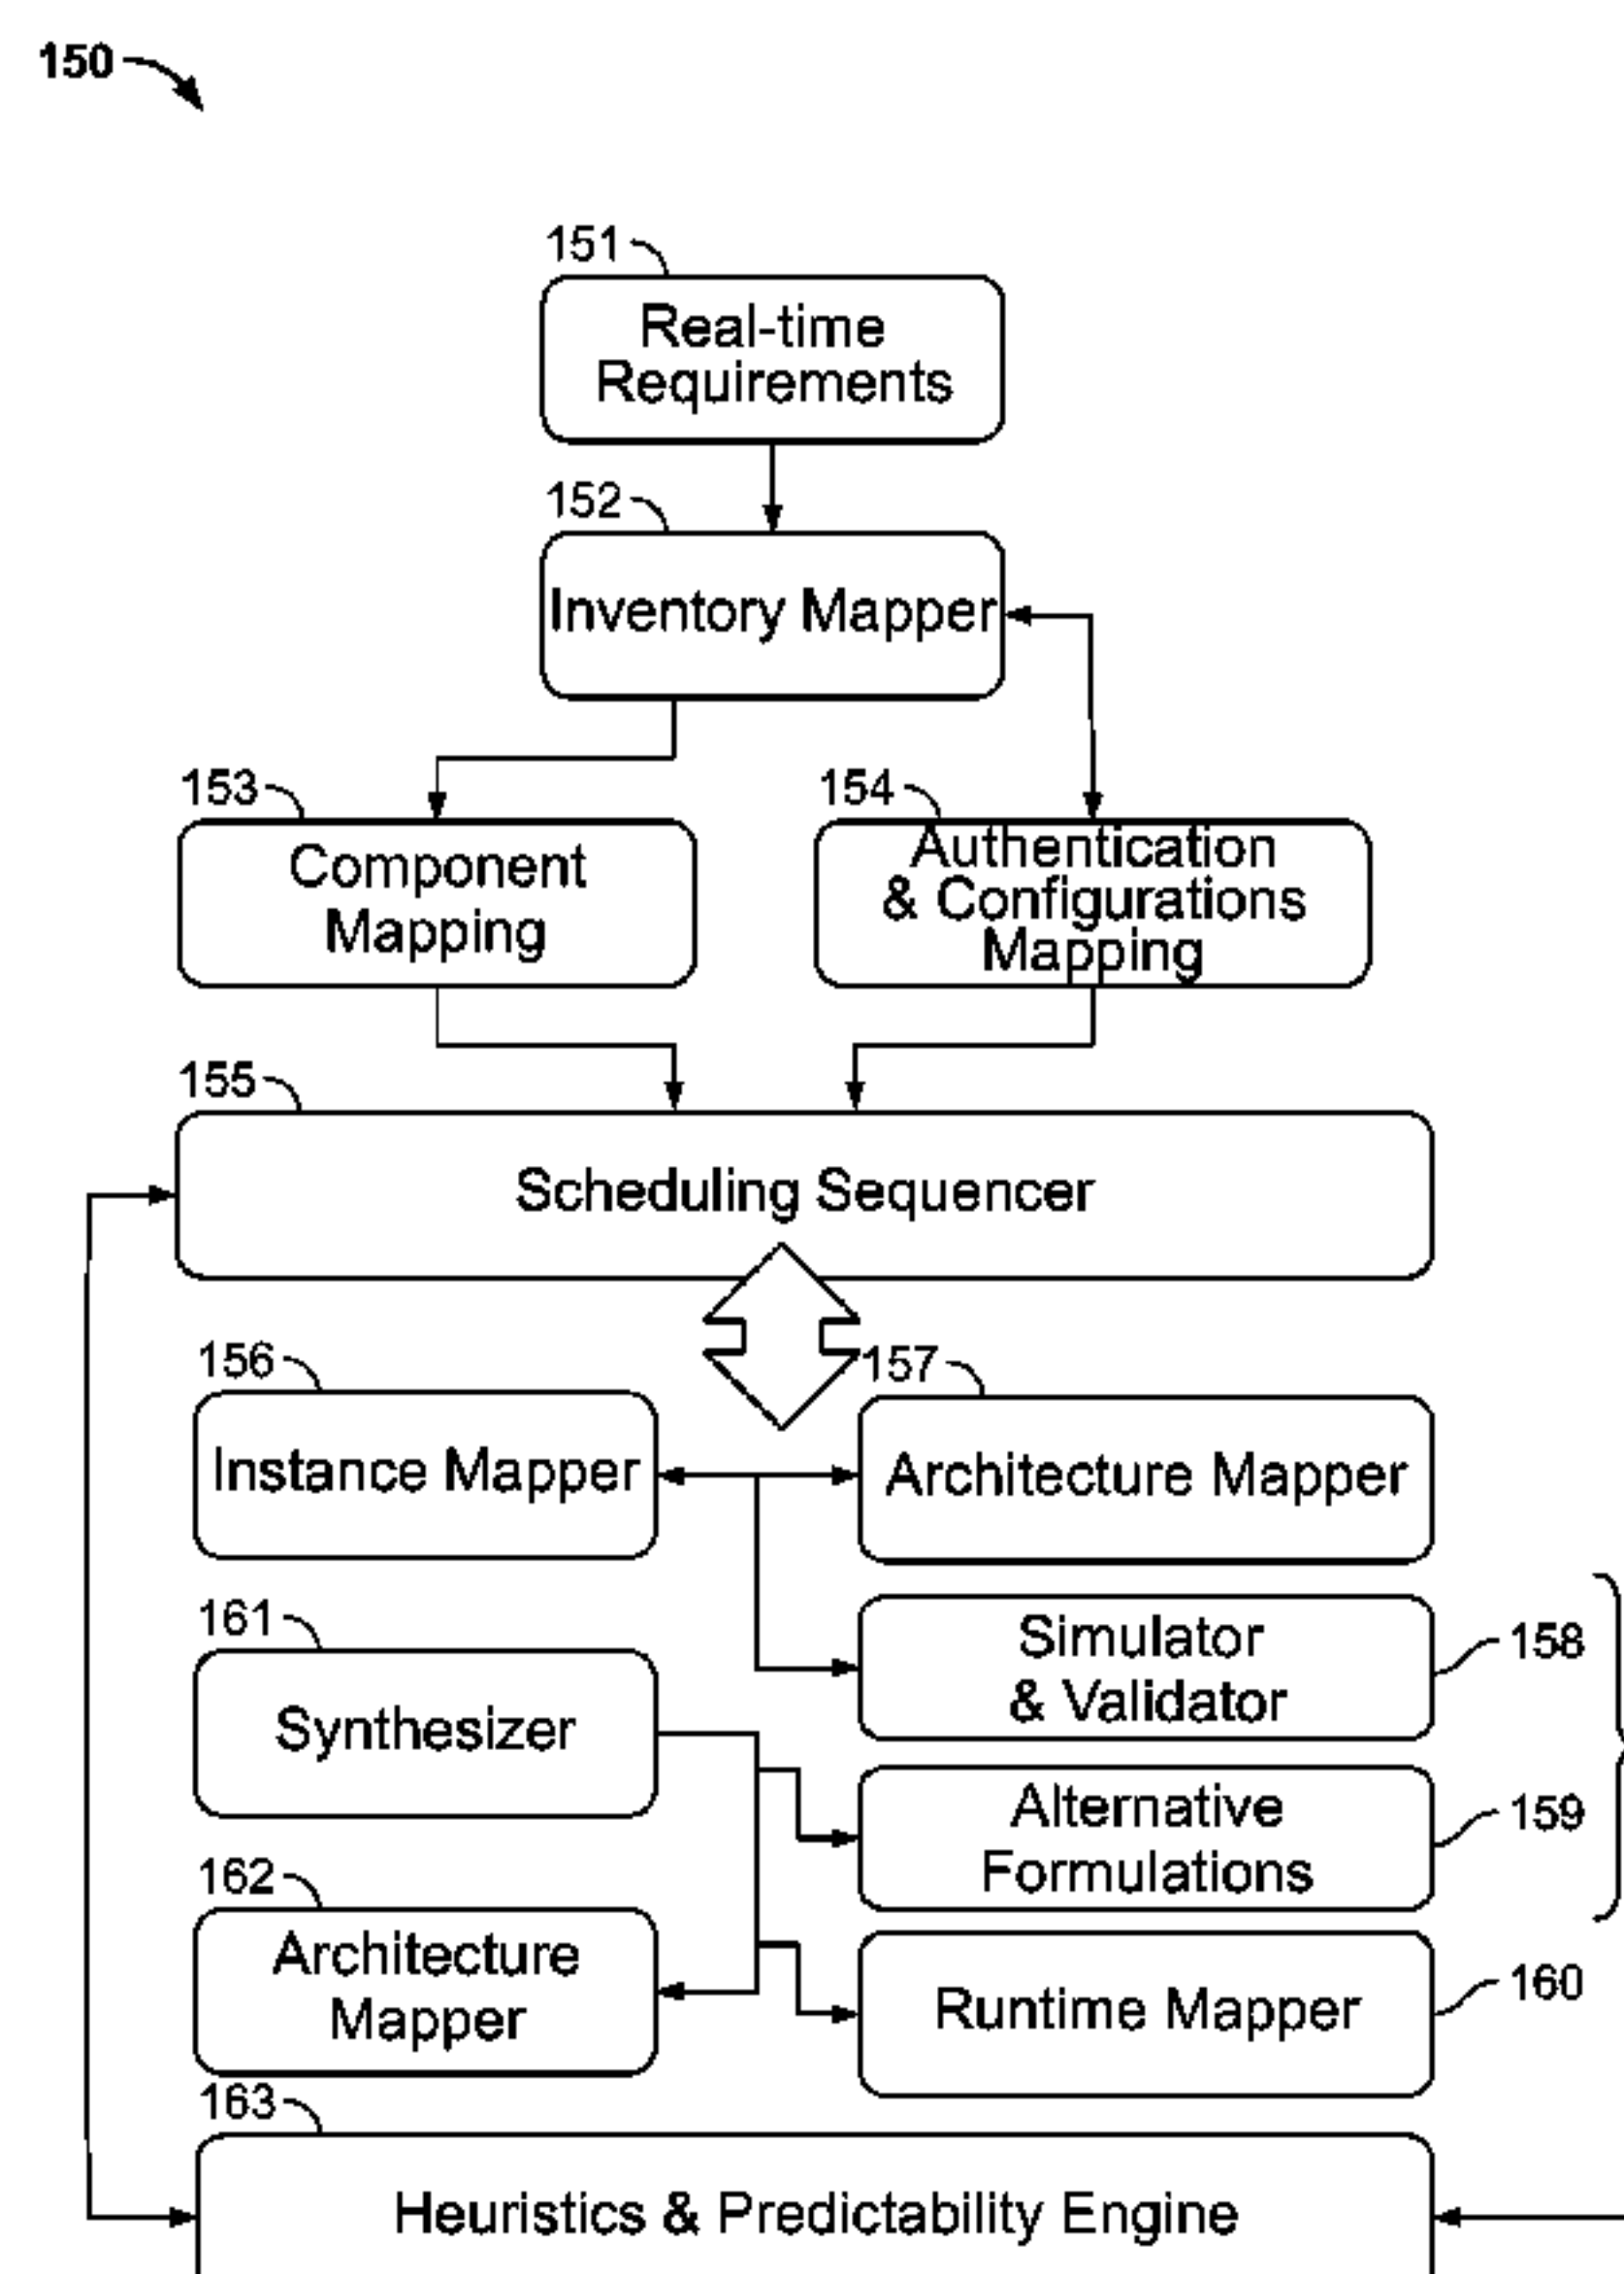 150
151
Real-time
Requirements
152
Inventory Mapper
153
Component
Mapping
154
Authentication
& Configurations
Mapping
155
Scheduling Sequencer
156
Instance Mapper
157
Architecture Mapper
Simulator
& Validator
158
161
Synthesizer
Alternative
Formulations
159
162
Architecture
Mapper
Runtime Mapper
160
163
Heuristics & Predictability Engine